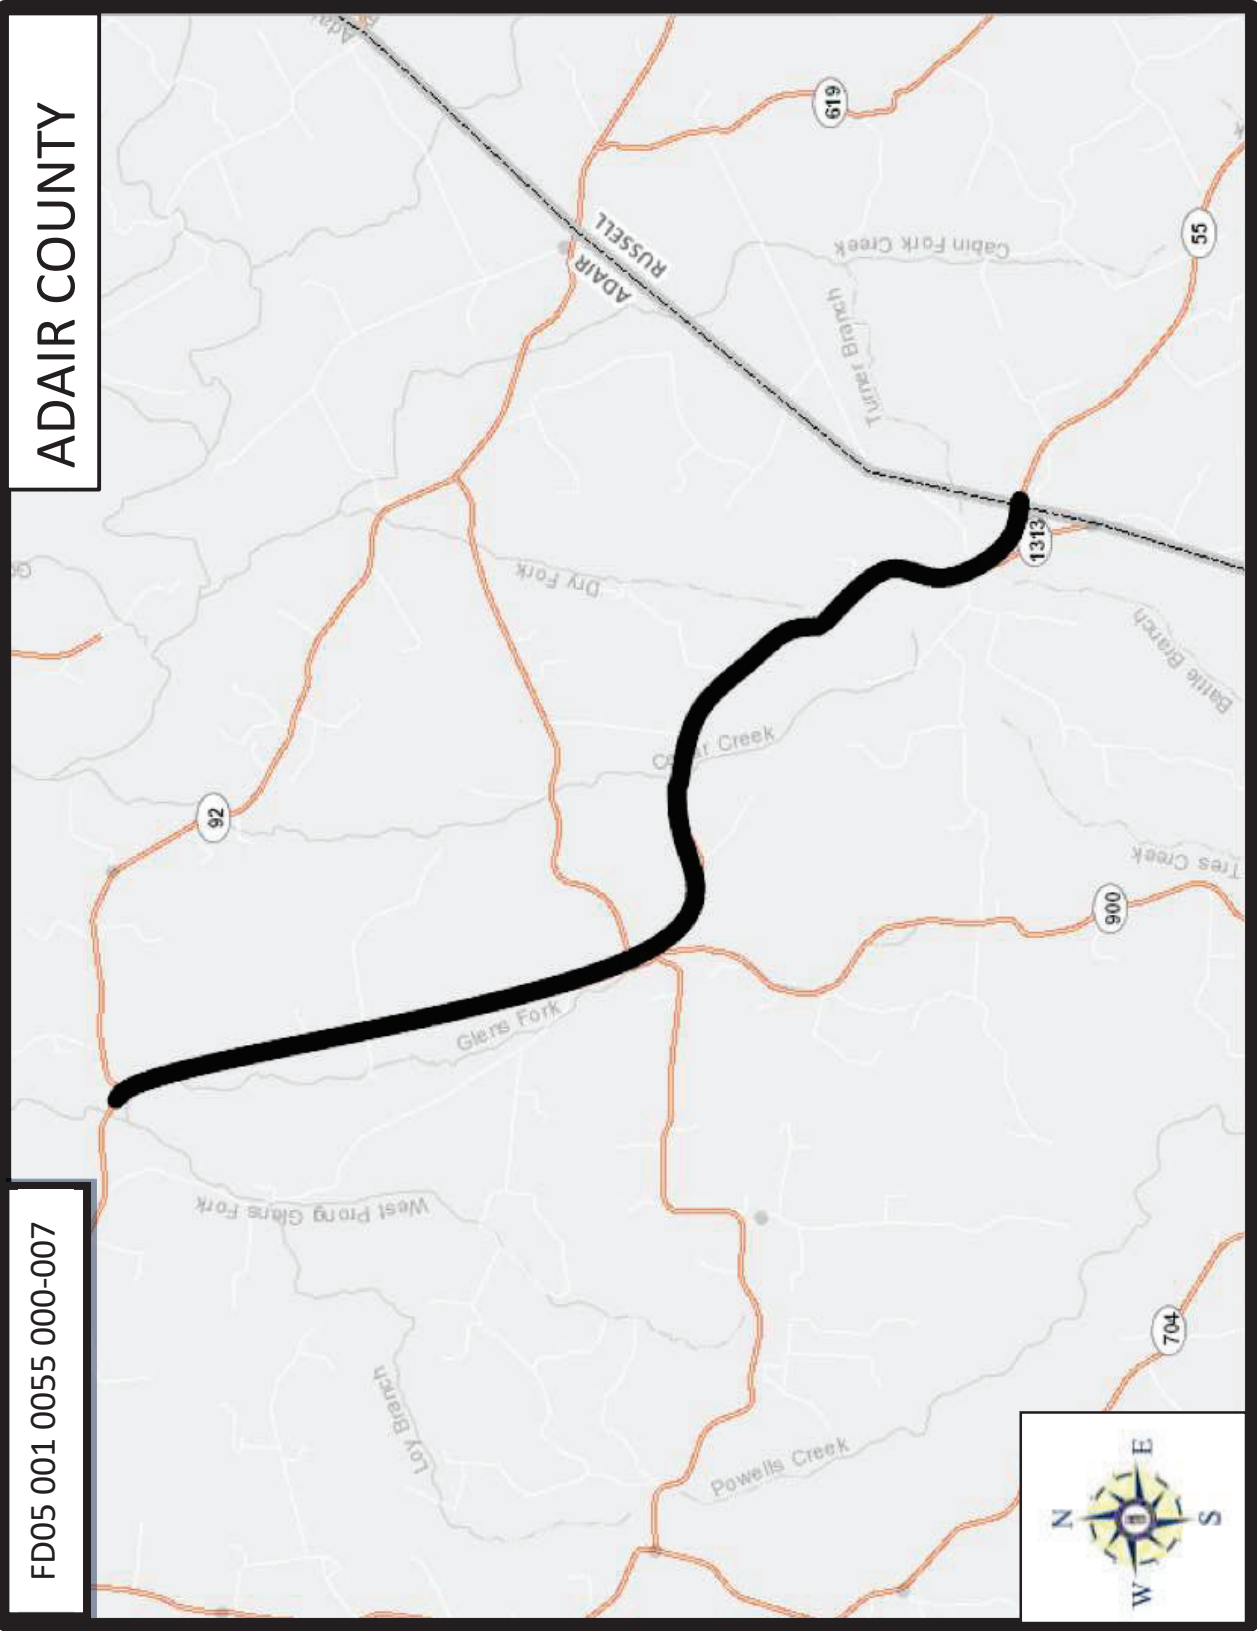 ADAIR COUNTY
FD05 001 0055 000-007
619
55
RUSSELL
ADAIR
Cabin Fork Creek
Turner Branch
1313
Dry Fork
Battle Branch
92
Creek
Tres Creek
900
Glens Fork
West Prong Glens Fork
Loy Branch
Powells Creek
704
N
E
S
W